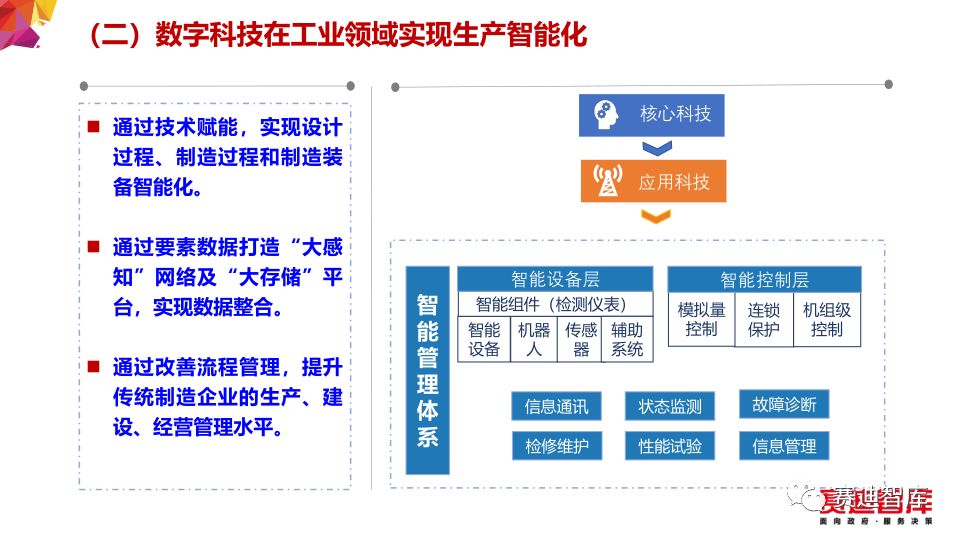 （二）数字科技在工业领域实现生产智能化
通过技术赋能，实现设计
过程、制造过程和制造装
备智能化。
通过要素数据打造“大感
知”网络及“大存储”平
台，实现数据整合。
通过改善流程管理，提升
传统制造企业的生产、建
设、经营管理水平。
核心科技
应用科技
智能管理体系
智能设备层
智能组件（检测仪表）
智能
设备
机器
人
传感
器
辅助
系统
智能控制层
模拟量
控制
连锁
保护
机组级
控制
信息通讯
状态监测
故障诊断
检修维护
性能试验
信息管理
赛迪智库
赛迪智库
面向政府·服务决策